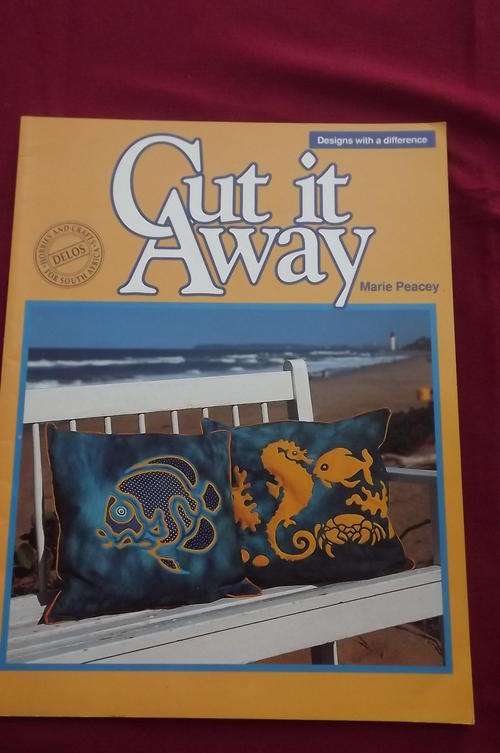 Designs with a difference
Cut it
Away
Marie Peacey
HOBBIES AND CRAFTS
DELOS
FOR SOUTH AFRICA